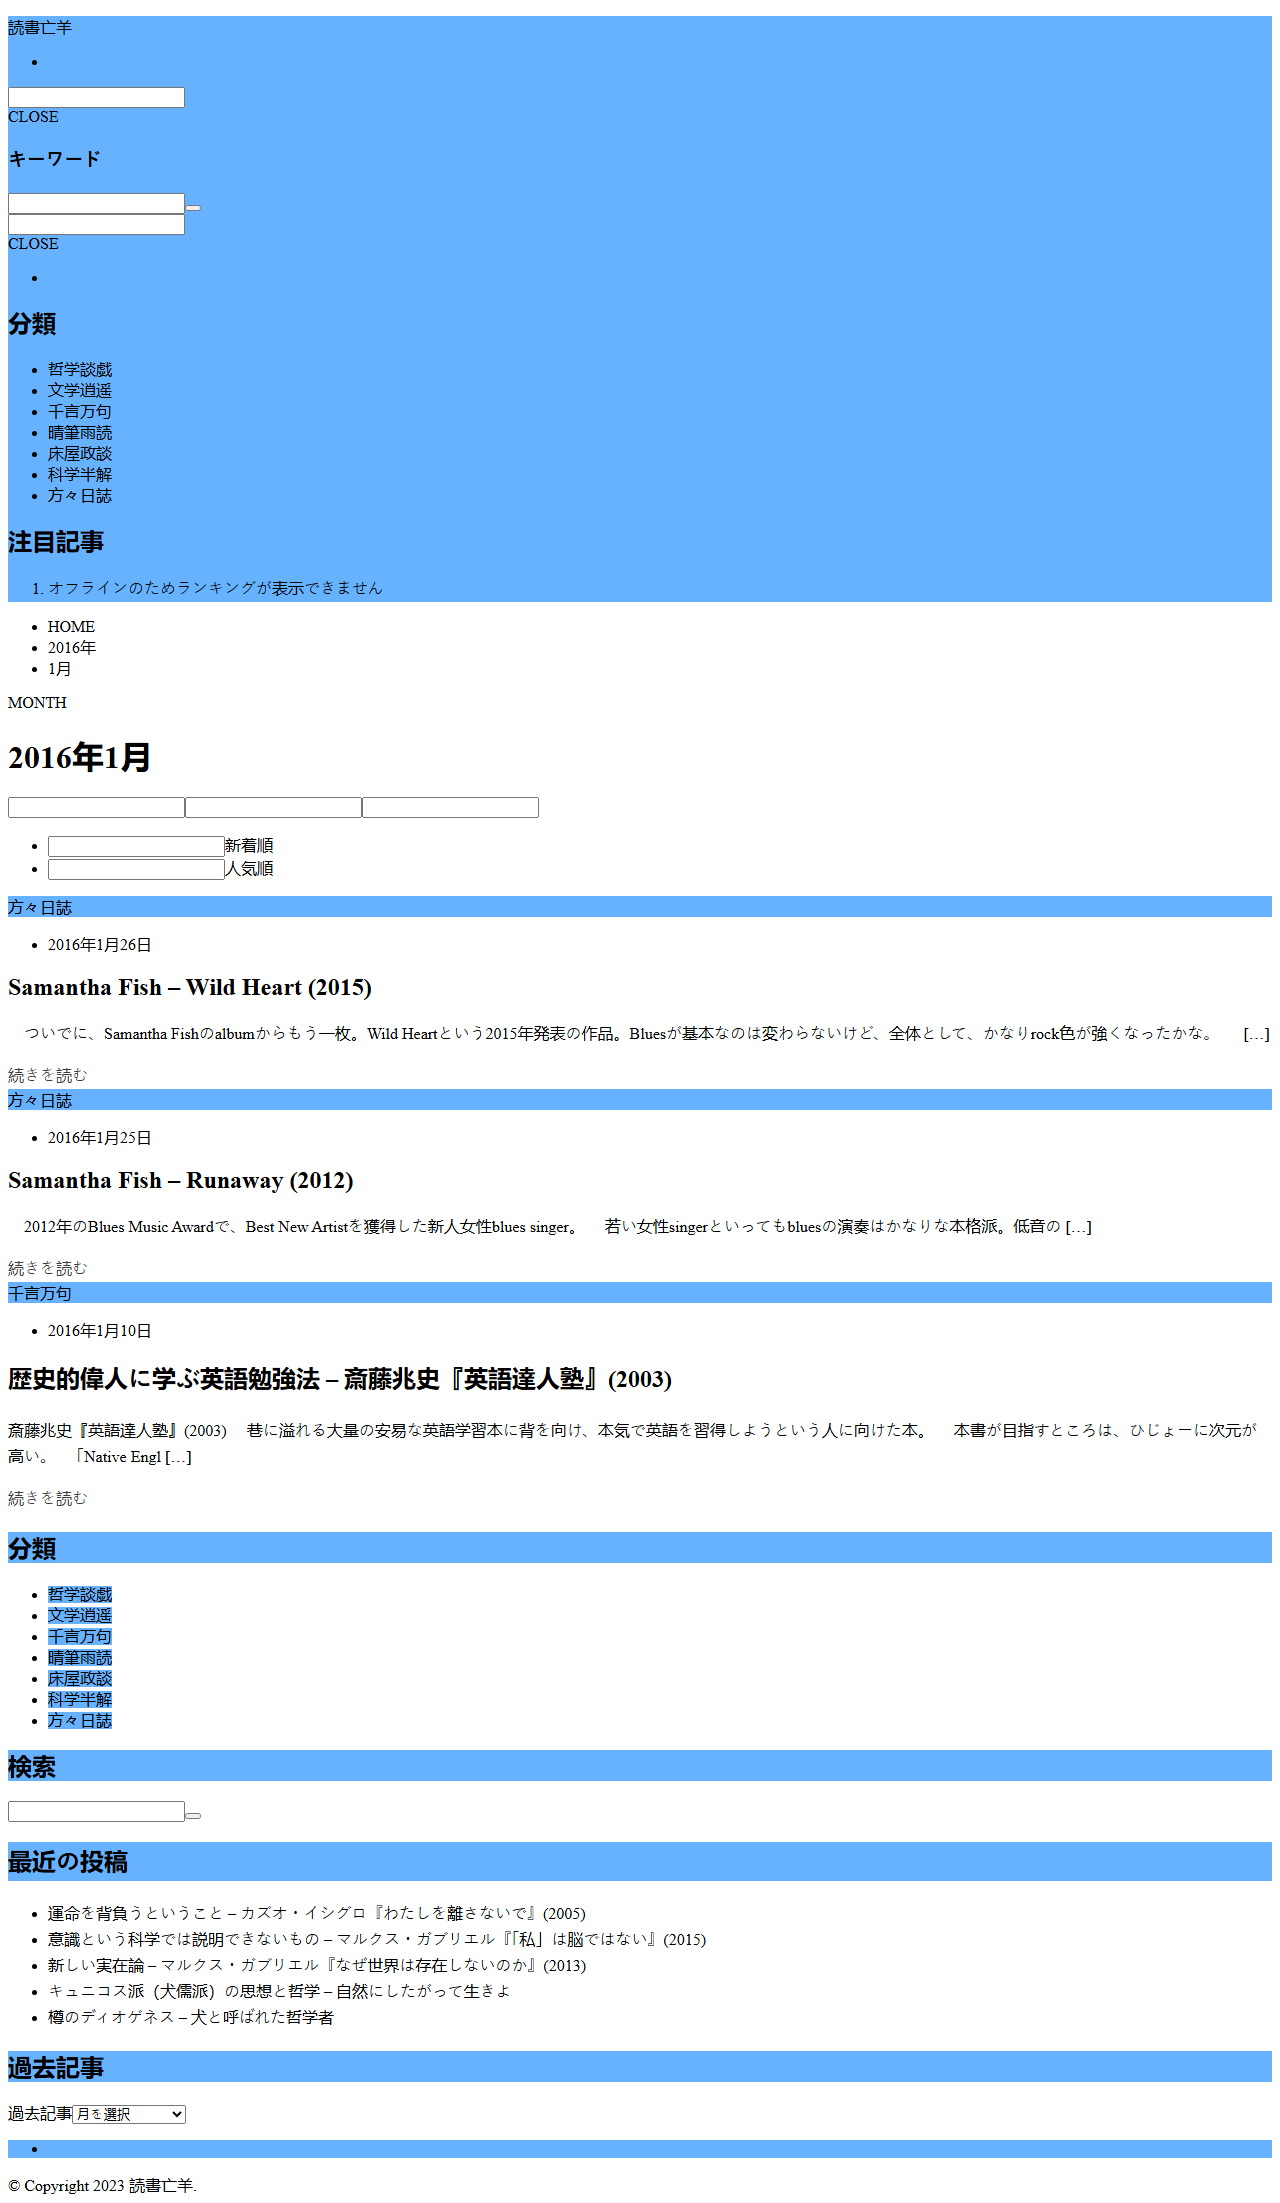 読書亡羊
CLOSE
キーワード
CLOSE
分類
哲学談戯
文学逍遥
千言万句
晴筆雨読
床屋政談
科学半解
方々日誌
注目記事
1. オフラインのためランキングが表示できません
HOME
2016年
1月
MONTH
2016年1月
新着順
人気順
方々日誌
2016年1月26日
Samantha Fish – Wild Heart (2015)
ついでに、Samantha Fishのalbumからもう一枚。Wild Heartという2015年発表の作品。Bluesが基本なのは変わらないけど、全体として、かなりrock色が強くなったかな。　 […]
続きを読む
方々日誌
2016年1月25日
Samantha Fish – Runaway (2012)
2012年のBlues Music Awardで、Best New Artistを獲得した新人女性blues singer。　若い女性singerといってもbluesの演奏はかなりな本格派。低音の […]
続きを読む
千言万句
2016年1月10日
歴史的偉人に学ぶ英語勉強法 – 斎藤兆史『英語達人塾』(2003)
斎藤兆史『英語達人塾』(2003)　巷に溢れる大量の安易な英語学習本に背を向け、本気で英語を習得しようという人に向けた本。　本書が目指すところは、ひじょーに次元が
高い。　「Native Engl […]
続きを読む
分類
哲学談戯
文学逍遥
千言万句
晴筆雨読
床屋政談
科学半解
方々日誌
検索
最近の投稿
運命を背負うということ – カズオ・イシグロ『わたしを離さないで』(2005)
意識という科学では説明できないもの – マルクス・ガブリエル『「私」は脳ではない』(2015)
新しい実在論 – マルクス・ガブリエル『なぜ世界は存在しないのか』(2013)
キュニコス派（犬儒派）の思想と哲学 – 自然にしたがって生きよ
樽のディオゲネス – 犬と呼ばれた哲学者
過去記事
過去記事 月を選択
© Copyright 2023 読書亡羊.